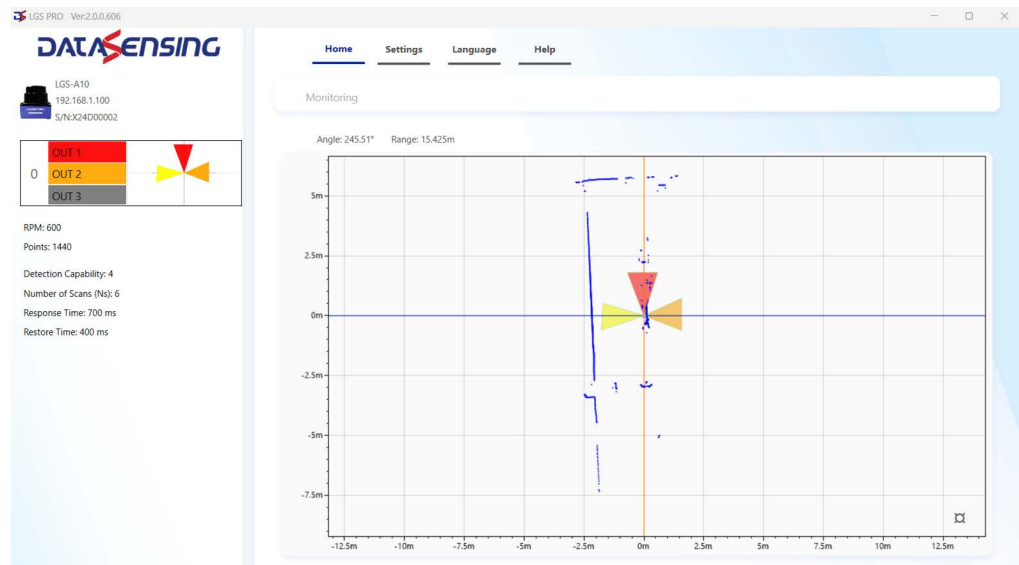 LGS PRO Ver:2.0.0.606
DATASENSING
LGS-A10
192.168.1.100
S/N:X24D00002
OUT 1
0 OUT 2
OUT 3
RPM: 600
Points: 1440
Detection Capability: 4
Number of Scans (Ns): 6
Response Time: 700 ms
Restore Time: 400 ms
Home Settings Language Help
Monitoring
Angle: 245.51° Range: 15.425m
5m
2.5m
0m
-2.5m
-5m
-7.5m
-12.5m -10m -7.5m -5m -2.5m 0m 2.5m 5m 7.5m 10m 12.5m